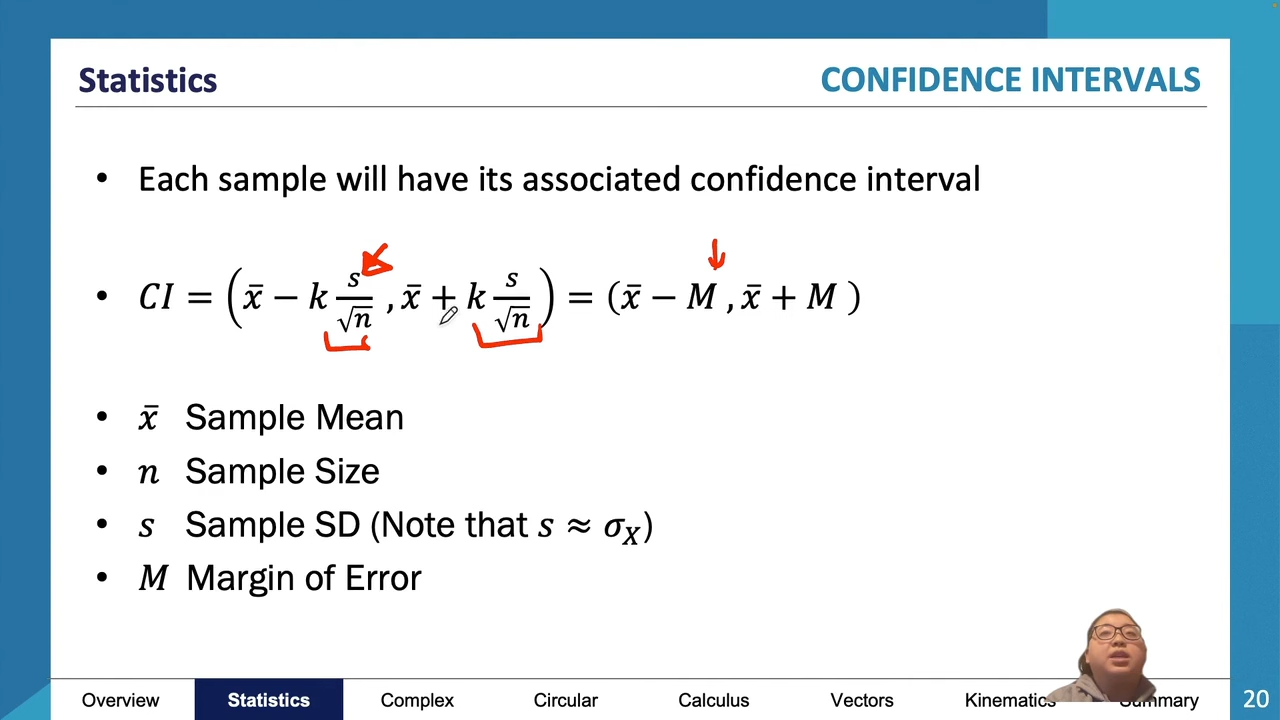 Statistics
CONFIDENCE INTERVALS
• Each sample will have its associated confidence interval
• CI = (x̄ − k s/√n , x̄ + k s/√n) = (x̄ − M , x̄ + M )
• x̄ Sample Mean
• n Sample Size
• s Sample SD (Note that s ≈ σ_X)
• M Margin of Error
Overview Statistics Complex Circular Calculus Vectors Kinematics Summary 20